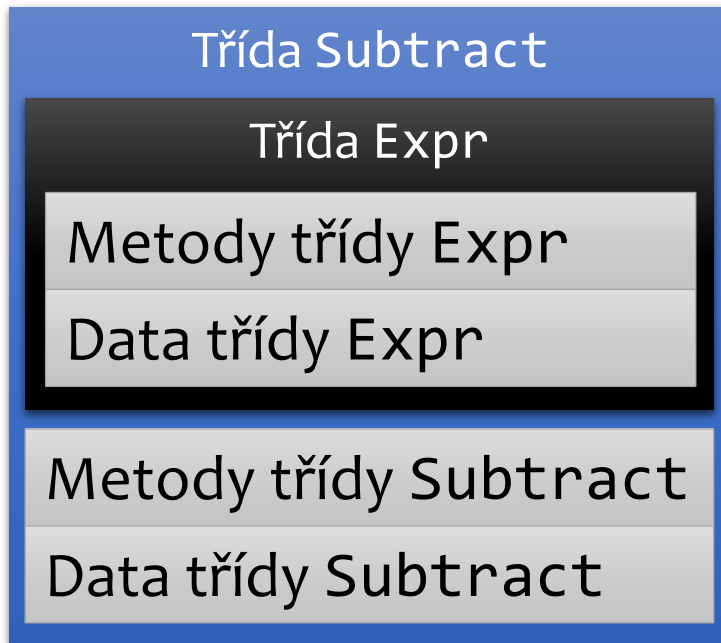 Třída Subtract
Třída Expr
Metody třídy Expr
Data třídy Expr
Metody třídy Subtract
Data třídy Subtract